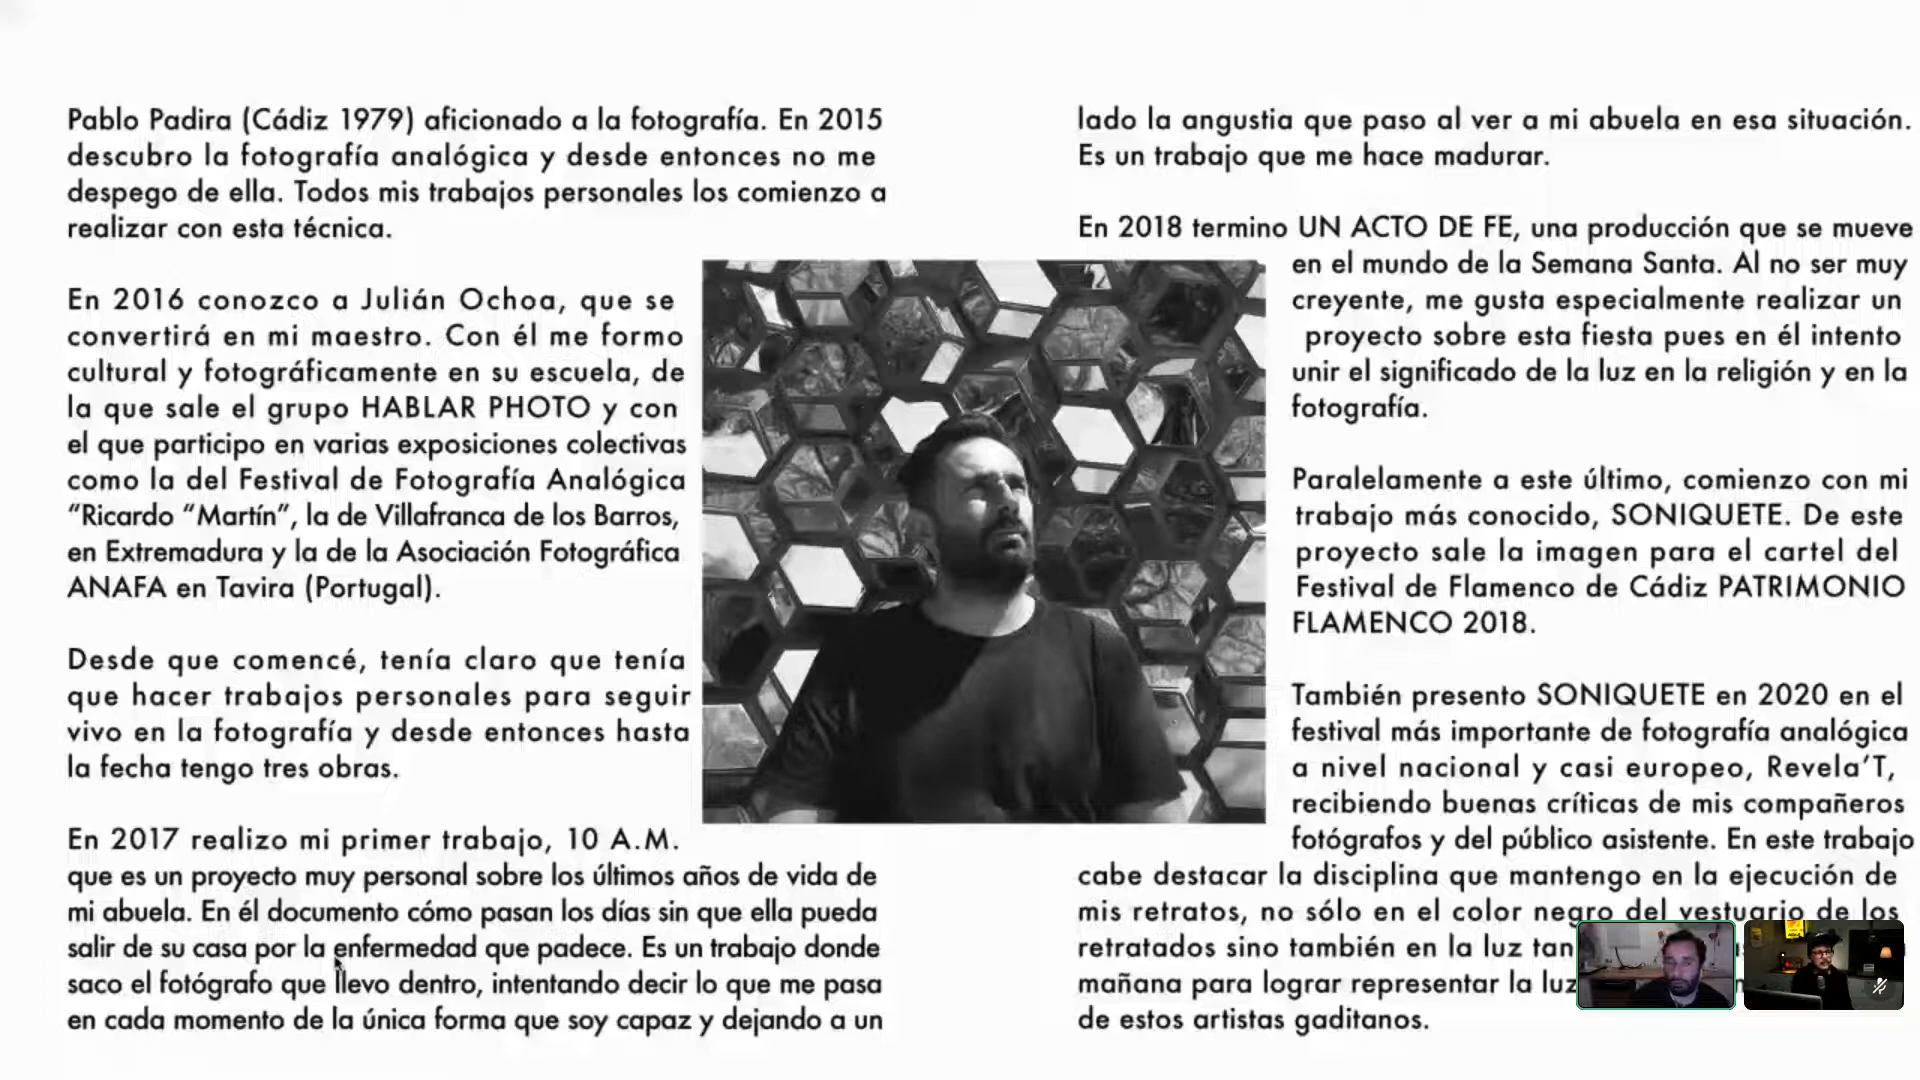 Pablo Padira (Cádiz 1979) aficionado a la fotografía. En 2015
descubro la fotografía analógica y desde entonces no me
despego de ella. Todos mis trabajos personales los comienzo a
realizar con esta técnica.
En 2016 conozco a Julián Ochoa, que se
convertirá en mi maestro. Con él me formo
cultural y fotográficamente en su escuela, de
la que sale el grupo HABLAR PHOTO y con
el que participo en varias exposiciones colectivas
como la del Festival de Fotografía Analógica
“Ricardo “Martín”, la de Villafranca de los Barros,
en Extremadura y la de la Asociación Fotográfica
ANAFA en Tavira (Portugal).
Desde que comencé, tenía claro que tenía
que hacer trabajos personales para seguir
vivo en la fotografía y desde entonces hasta
la fecha tengo tres obras.
En 2017 realizo mi primer trabajo, 10 A.M.
que es un proyecto muy personal sobre los últimos años de vida de
mi abuela. En él documento cómo pasan los días sin que ella pueda
salir de su casa por la enfermedad que padece. Es un trabajo donde
saco el fotógrafo que llevo dentro, intentando decir lo que me pasa
en cada momento de la única forma que soy capaz y dejando a un
lado la angustia que paso al ver a mi abuela en esa situación.
Es un trabajo que me hace madurar.
En 2018 termino UN ACTO DE FE, una producción que se mueve
en el mundo de la Semana Santa. Al no ser muy
creyente, me gusta especialmente realizar un
proyecto sobre esta fiesta pues en él intento
unir el significado de la luz en la religión y en la
fotografía.
Paralelamente a este último, comienzo con mi
trabajo más conocido, SONIQUETE. De este
proyecto sale la imagen para el cartel del
Festival de Flamenco de Cádiz PATRIMONIO
FLAMENCO 2018.
También presento SONIQUETE en 2020 en el
festival más importante de fotografía analógica
a nivel nacional y casi europeo, Revela’T,
recibiendo buenas críticas de mis compañeros
fotógrafos y del público asistente. En este trabajo
cabe destacar la disciplina que mantengo en la ejecución de
mis retratos, no sólo en el color negro del vestuario de los
retratados sino también en la luz
mañana para lograr representar la luz
de estos artistas gaditanos.